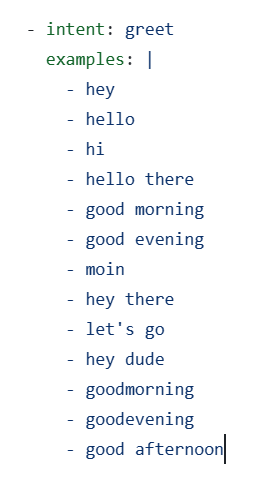 - intent: greet
examples: |
- hey
- hello
- hi
- hello there
- good morning
- good evening
- moin
- hey there
- let's go
- hey dude
- goodmorning
- goodevening
- good afternoon